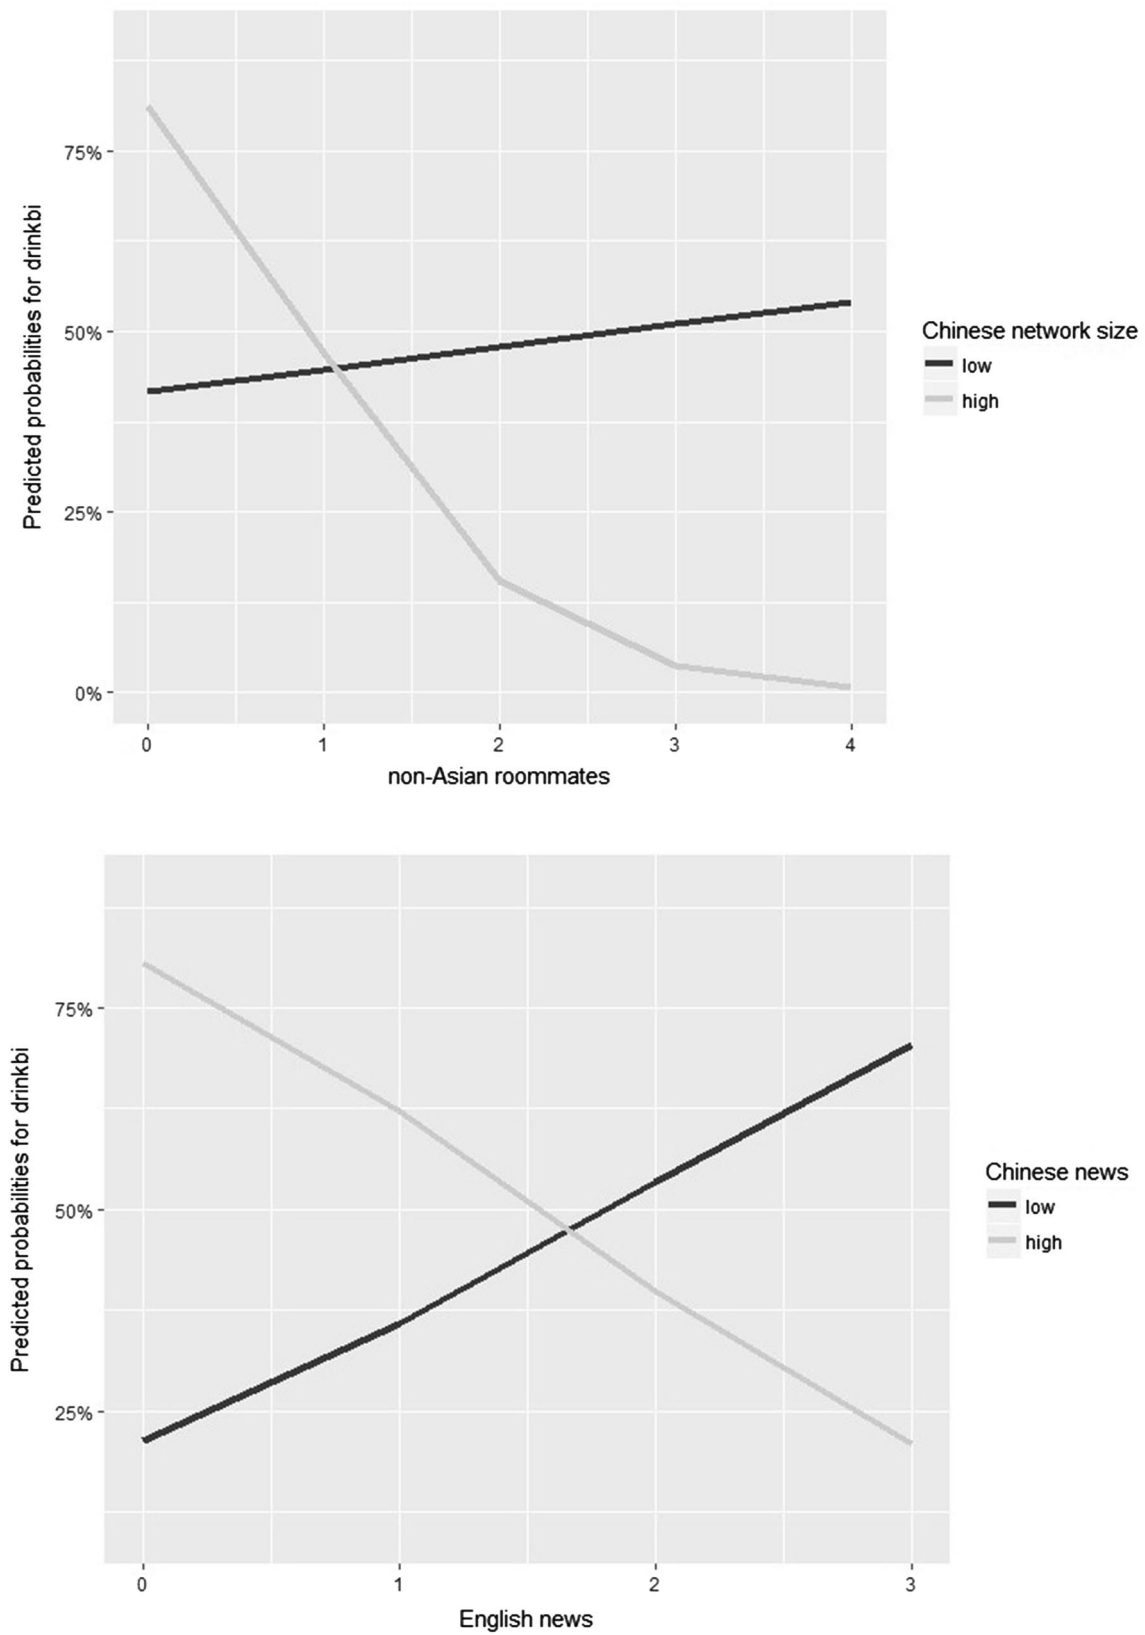 75%
50%
25%
0%
Predicted probabilities for drinkbi
0 1 2 3 4
non-Asian roommates
Chinese network size
low
high
75%
50%
25%
Predicted probabilities for drinkbi
0 1 2 3
English news
Chinese news
low
high